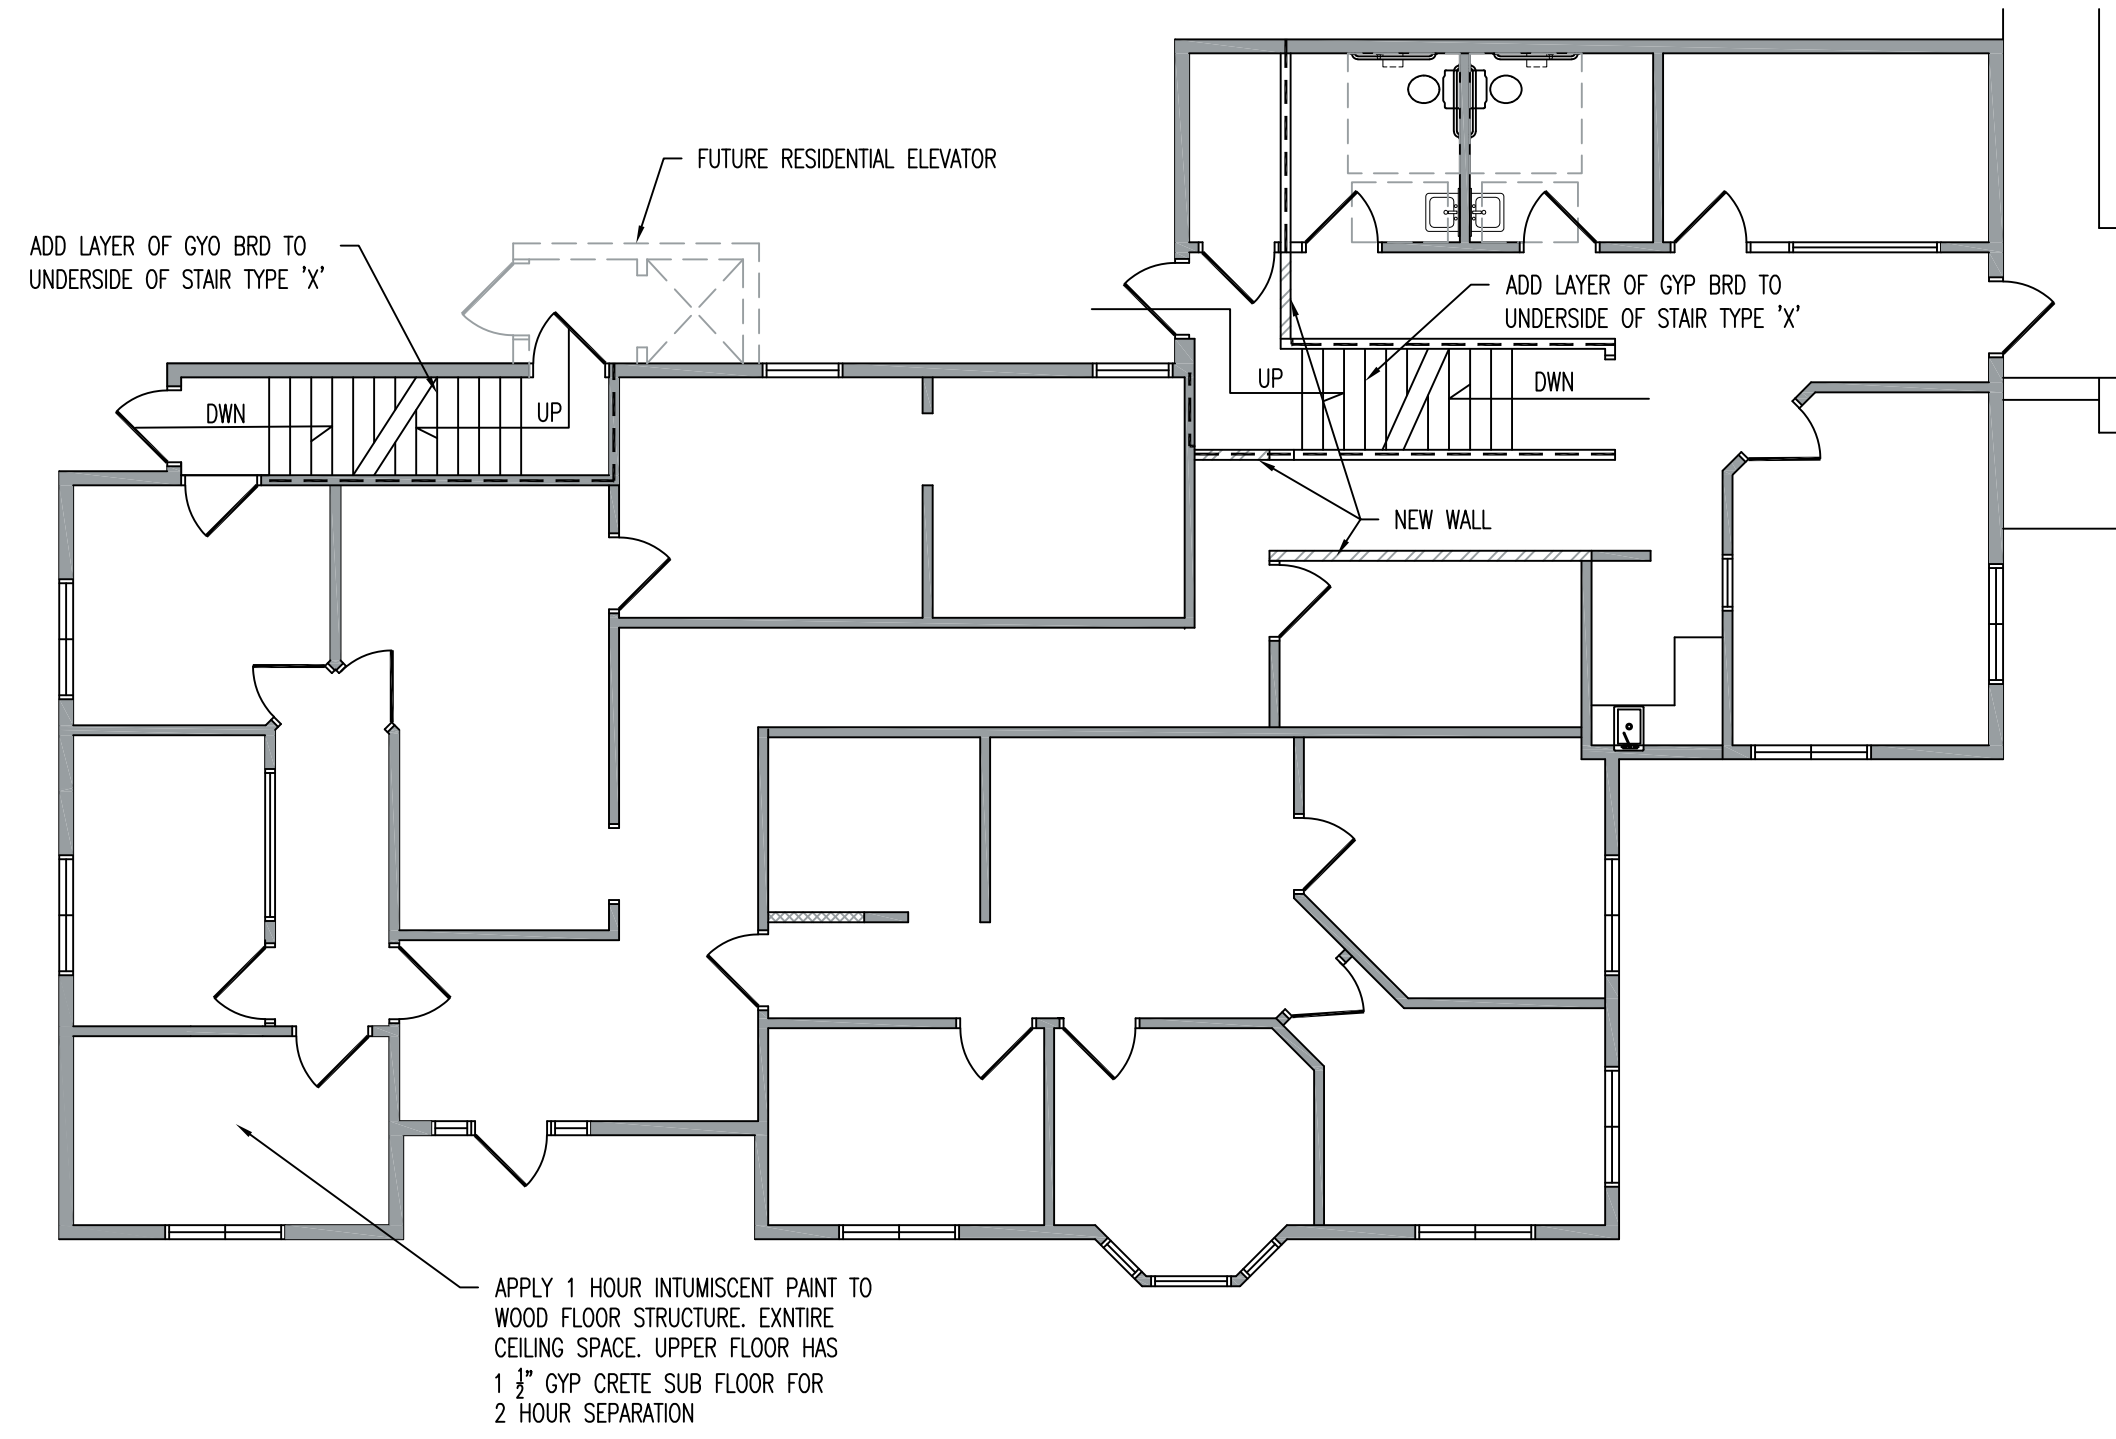 FUTURE RESIDENTIAL ELEVATOR
ADD LAYER OF GYO BRD TO
UNDERSIDE OF STAIR TYPE 'X'
ADD LAYER OF GYP BRD TO
UNDERSIDE OF STAIR TYPE 'X'
UP
DWN
DWN
UP
NEW WALL
APPLY 1 HOUR INTUMISCENT PAINT TO
WOOD FLOOR STRUCTURE. EXNTIRE
CEILING SPACE. UPPER FLOOR HAS
1 1/2" GYP CRETE SUB FLOOR FOR
2 HOUR SEPARATION